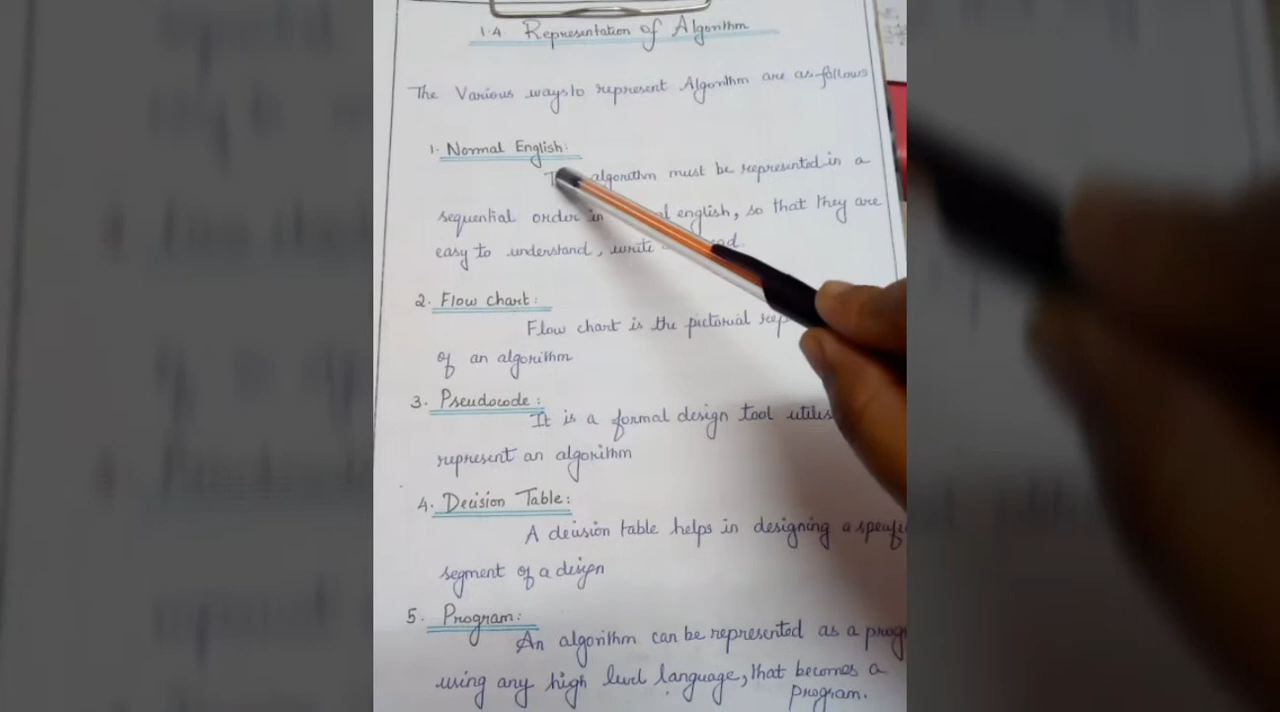 1.4. Representation of Algorithm
The Various ways to represent Algorithm are as follows
1. Normal English:
algorithm must be represented in a
sequential order in english, so that they are
easy to understand, write
2. Flow chart:
Flow chart is the pictorial
of an algorithm
3. Pseudocode:
It is a formal design tool
represent an algorithm
4. Decision Table:
A decision table helps in designing a
segment of a design
5. Program:
An algorithm can be represented as a
using any high level language, that becomes a
program.